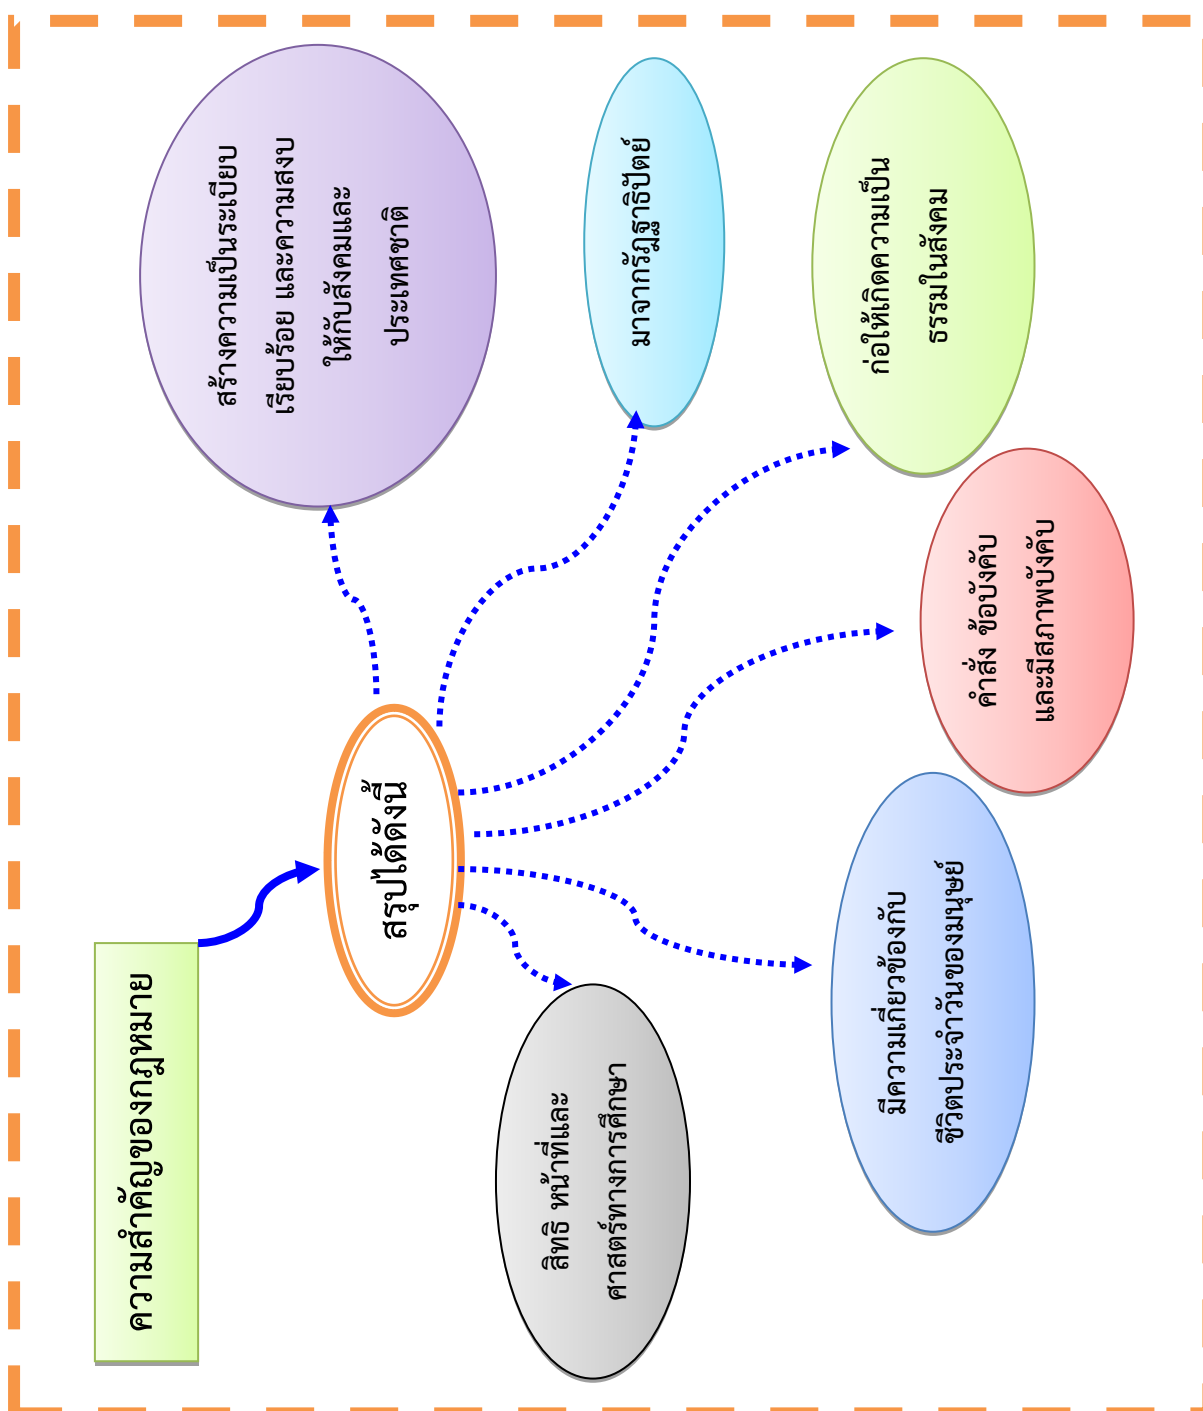 ความสำคัญของกฎหมาย
สรุปได้ดังนี้
สร้างความเป็นระเบียบ
เรียบร้อย และความสงบ
ให้กับสังคมและ
ประเทศชาติ
มาจากรัฏฐาธิปัตย์
ก่อให้เกิดความเป็น
ธรรมในสังคม
คำสั่ง ข้อบังคับ
และมีสภาพบังคับ
มีความเกี่ยวข้องกับ
ชีวิตประจำวันของมนุษย์
สิทธิ หน้าที่และ
ศาสตร์ทางการศึกษา